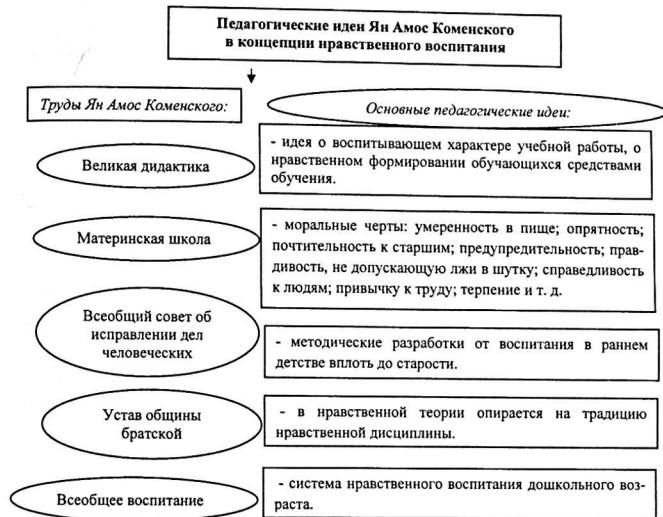 Педагогические идеи Ян Амос Коменского
в концепции нравственного воспитания
Труды Ян Амос Коменского:
Основные педагогические идеи:
Великая дидактика
- идея о воспитывающем характере учебной работы, о
нравственном формировании обучающихся средствами
обучения.
Материнская школа
- моральные черты: умеренность в пище; опрятность;
почтительность к старшим; предупредительность; прав-
дивость, не допускающую лжи в шутку; справедливость
к людям; привычку к труду; терпение и т. д.
Всеобщий совет об
исправлении дел
человеческих
- методические разработки от воспитания в раннем
детстве вплоть до старости.
Устав общины
братской
- в нравственной теории опирается на традицию
нравственной дисциплины.
Всеобщее воспитание
- система нравственного воспитания дошкольного воз-
раста.